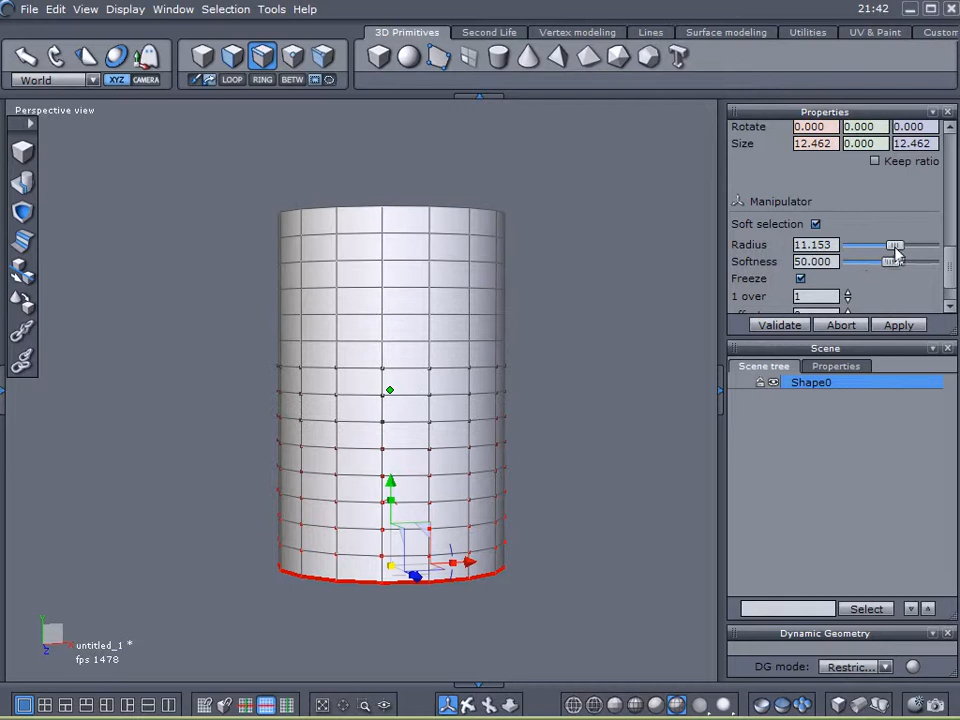 File Edit View Selection Display Window Tools Help 21:42
3D Primitives Second Life Vertex modeling Lines Surface modeling Utilities UV & Paint Custom
World XYZ CAMERA LOOP RING BETW
Perspective view
Properties
Rotate 0.000 0.000 0.000
Size 12.462 0.000 12.462
Keep ratio
Manipulator
Soft selection
Radius 11.153
Softness 50.000
Freeze
1 over 1
Validate Abort Apply
Scene
Scene tree Properties
Shape0
Select
Dynamic Geometry
DG mode: Restric...
Y
X
Z
untitled_1 *
fps 1478